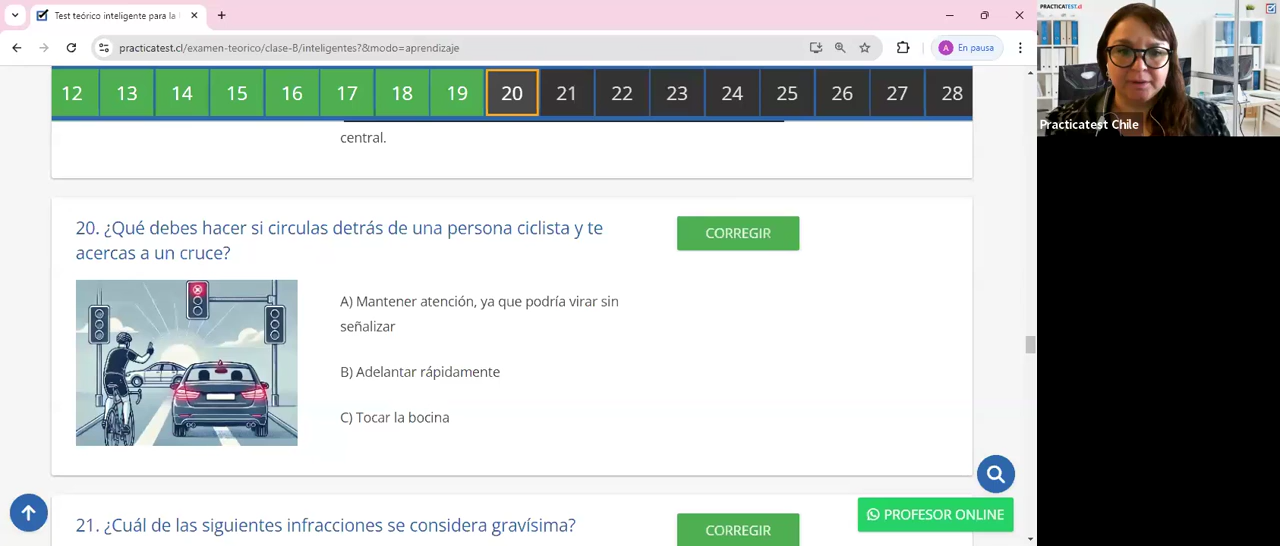 Test teórico inteligente para la
practicatest.cl/examen-teorico/clase-B/inteligentes?&modo=aprendizaje
A En pausa
PRACTICATEST.cl
Practicatest Chile
12 13 14 15 16 17 18 19 20 21 22 23 24 25 26 27 28
central.
20. ¿Qué debes hacer si circulas detrás de una persona ciclista y te
acercas a un cruce?
CORREGIR
A) Mantener atención, ya que podría virar sin
señalizar
B) Adelantar rápidamente
C) Tocar la bocina
PROFESOR ONLINE
21. ¿Cuál de las siguientes infracciones se considera gravísima?
CORREGIR